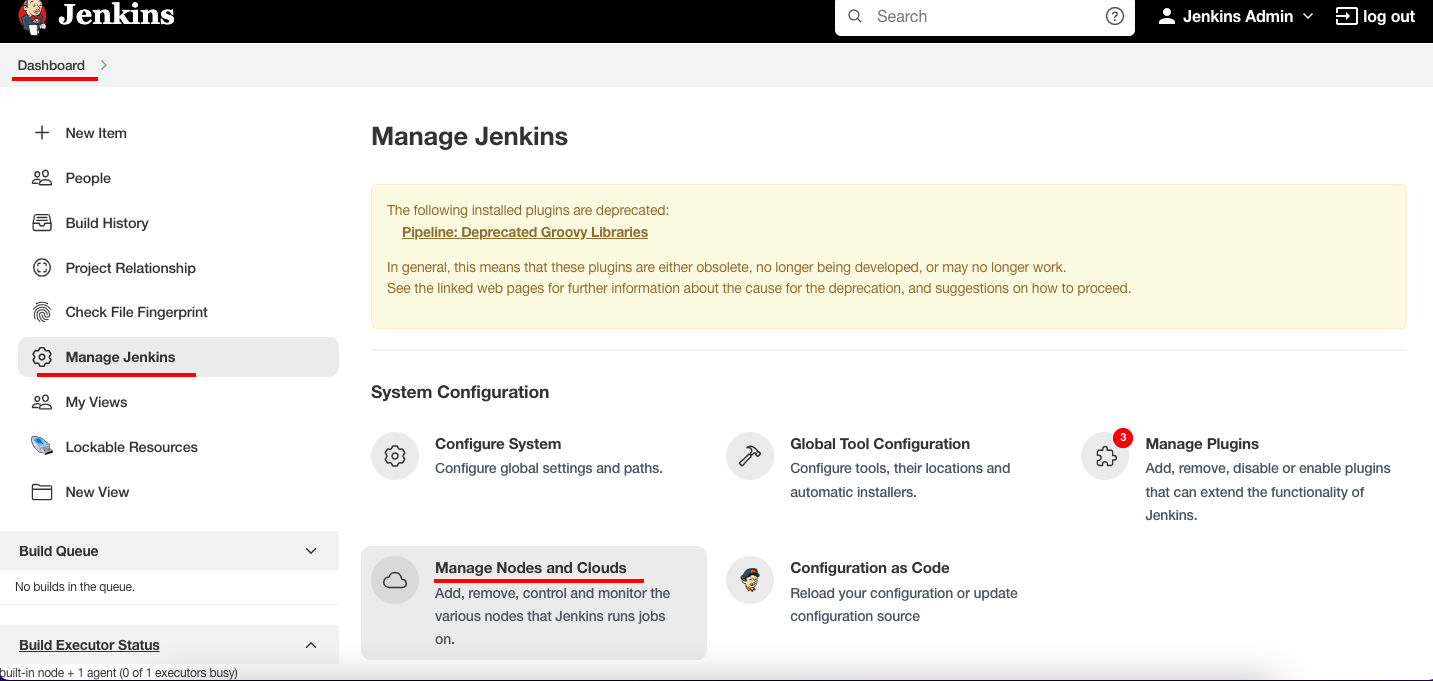 Jenkins
Search
Jenkins Admin
log out
Dashboard
New Item
People
Build History
Project Relationship
Check File Fingerprint
Manage Jenkins
My Views
Lockable Resources
New View
Build Queue
No builds in the queue.
Build Executor Status
built-in node + 1 agent (0 of 1 executors busy)
Manage Jenkins
The following installed plugins are deprecated:
Pipeline: Deprecated Groovy Libraries
In general, this means that these plugins are either obsolete, no longer being developed, or may no longer work.
See the linked web pages for further information about the cause for the deprecation, and suggestions on how to proceed.
System Configuration
Configure System
Configure global settings and paths.
Global Tool Configuration
Configure tools, their locations and
automatic installers.
3
Manage Plugins
Add, remove, disable or enable plugins
that can extend the functionality of
Jenkins.
Manage Nodes and Clouds
Add, remove, control and monitor the
various nodes that Jenkins runs jobs
on.
Configuration as Code
Reload your configuration or update
configuration source